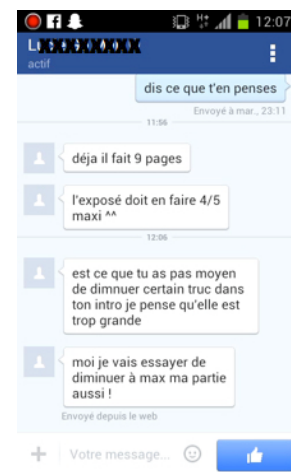 12:07
actif
dis ce que t'en penses
Envoyé à mar., 23:11
11:56
déja il fait 9 pages
l'exposé doit en faire 4/5
maxi ^^
12:06
est ce que tu as pas moyen
de dimnuer certain truc dans
ton intro je pense qu'elle est
trop grande
moi je vais essayer de
diminuer à max ma partie
aussi !
Envoyé depuis le web
Votre message...